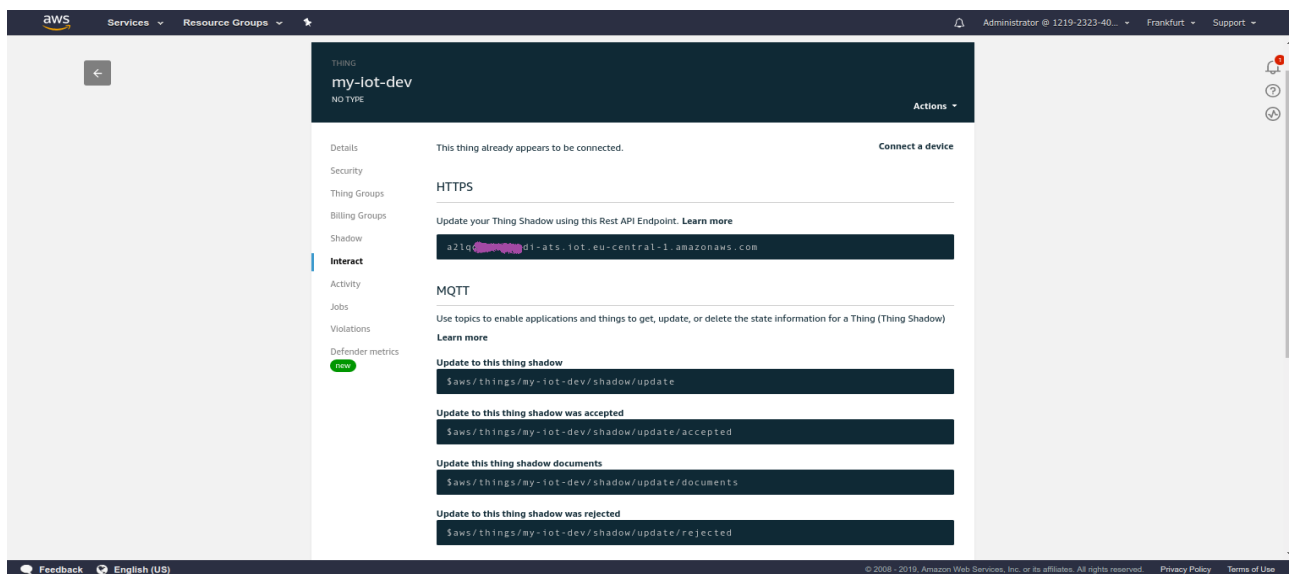 aws Services Resource Groups Administrator @ 1219-2323-40... Frankfurt Support
1
THING
my-iot-dev
NO TYPE
Actions
Details
Security
Thing Groups
Billing Groups
Shadow
Interact
Activity
Jobs
Violations
Defender metrics
new
This thing already appears to be connected. Connect a device
HTTPS
Update your Thing Shadow using this Rest API Endpoint. Learn more
di-ats.iot.eu-central-1.amazonaws.com
MQTT
Use topics to enable applications and things to get, update, or delete the state information for a Thing (Thing Shadow)
Learn more
Update to this thing shadow
$aws/things/my-iot-dev/shadow/update
Update to this thing shadow was accepted
$aws/things/my-iot-dev/shadow/update/accepted
Update this thing shadow documents
$aws/things/my-iot-dev/shadow/update/documents
Update to this thing shadow was rejected
$aws/things/my-iot-dev/shadow/update/rejected
Feedback English (US) © 2008 - 2019, Amazon Web Services, Inc. or its affiliates. All rights reserved. Privacy Policy Terms of Use